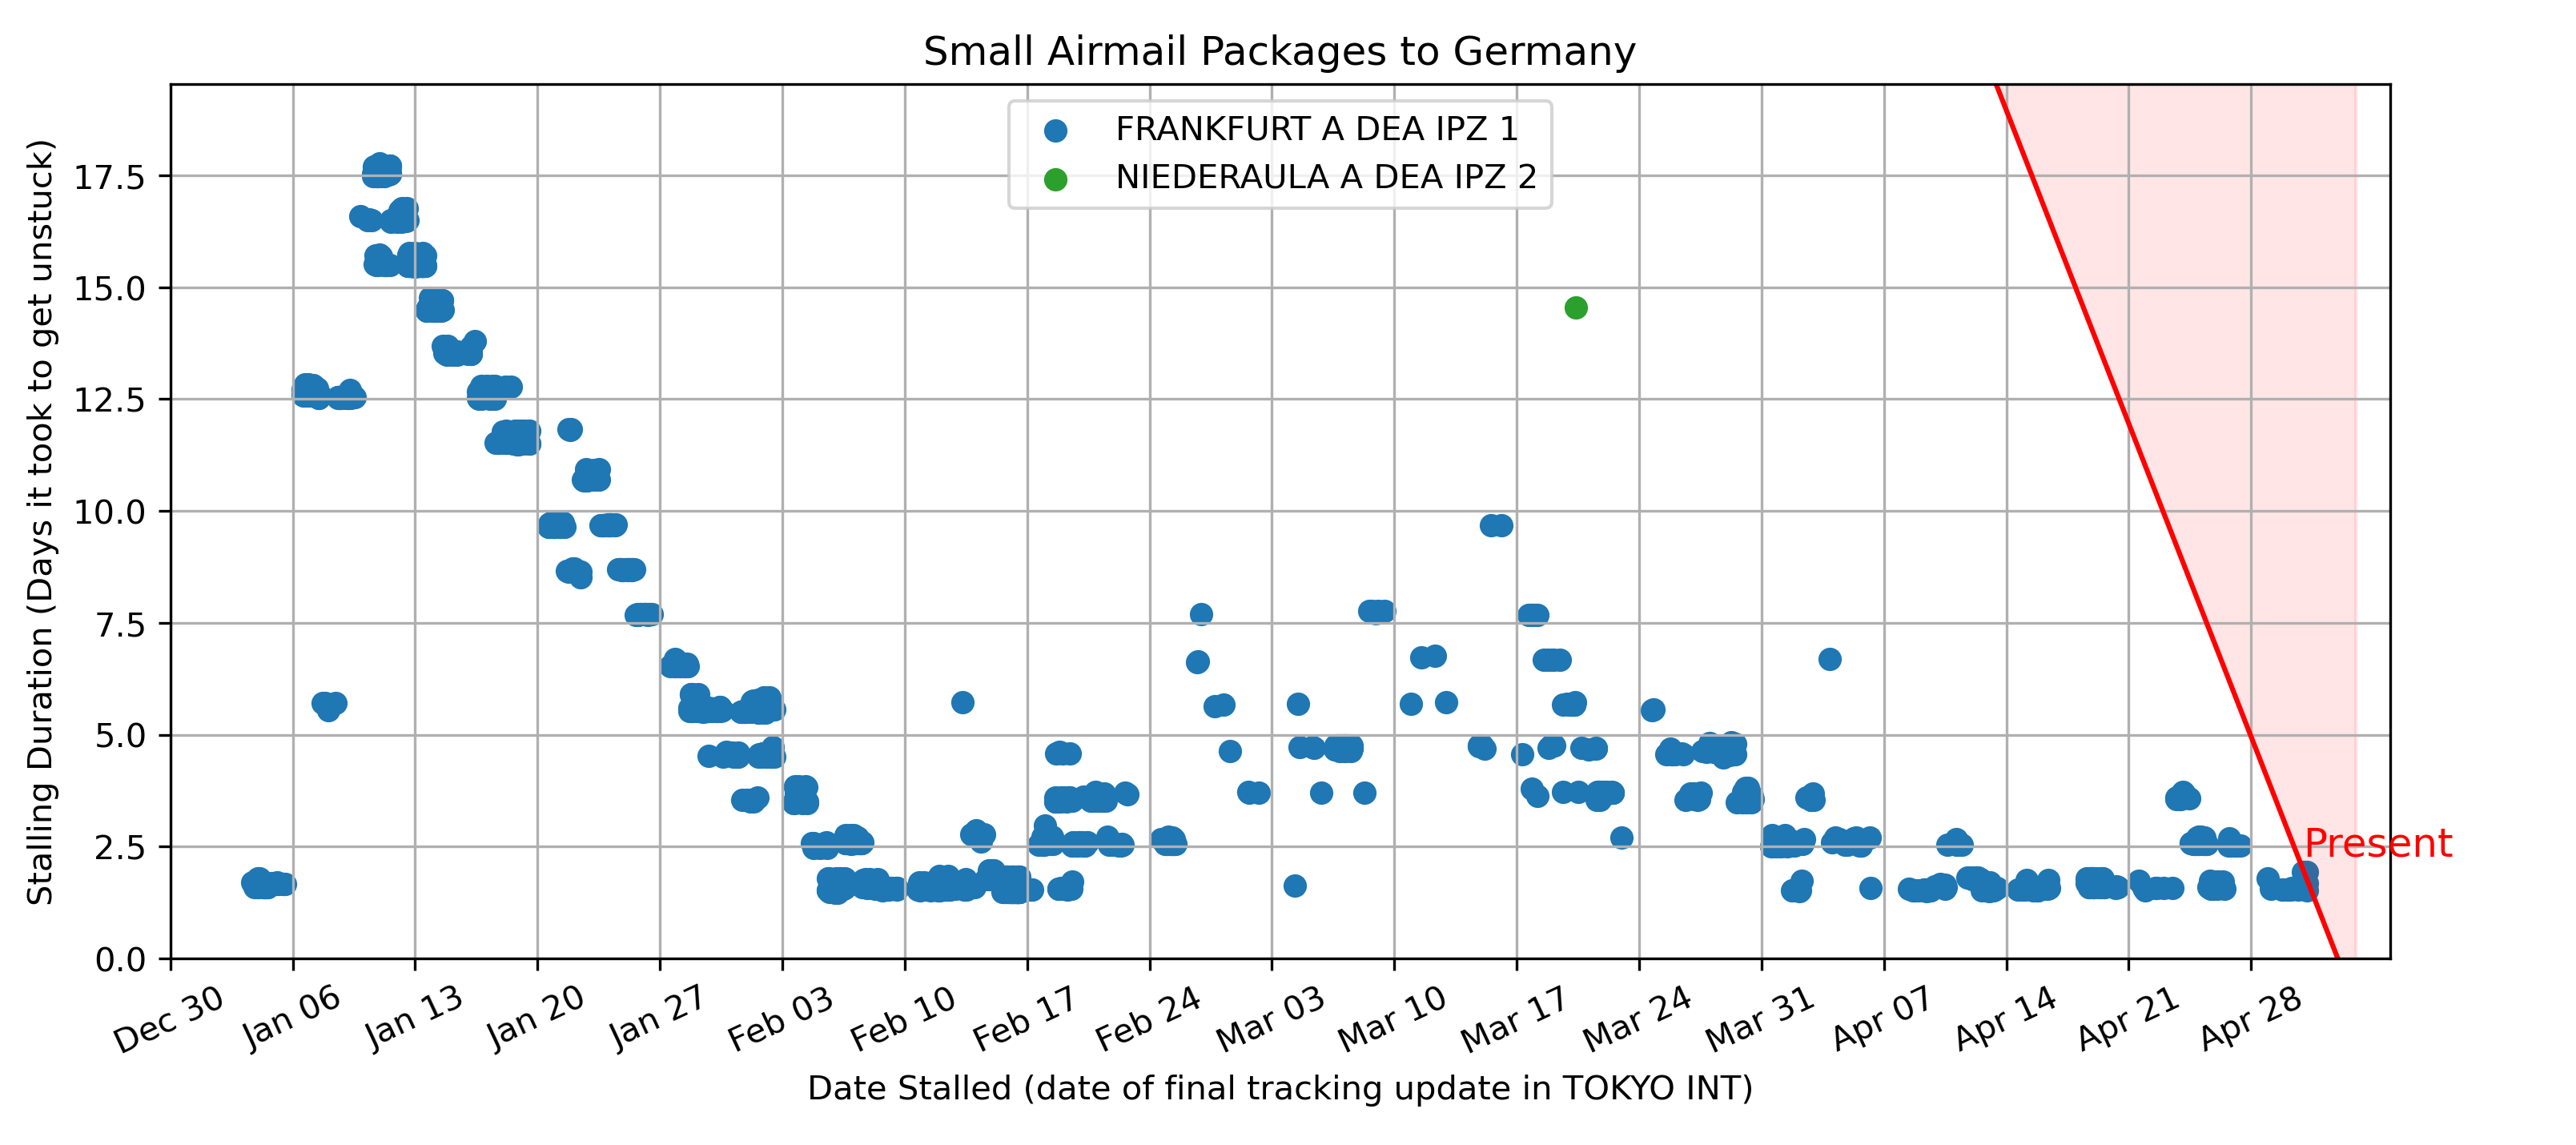 Small Airmail Packages to Germany
FRANKFURT A DEA IPZ 1
NIEDERAULA A DEA IPZ 2
Stalling Duration (Days it took to get unstuck)
17.5
15.0
12.5
10.0
7.5
5.0
2.5
0.0
Present
Dec 30
Jan 06
Jan 13
Jan 20
Jan 27
Feb 03
Feb 10
Feb 17
Feb 24
Mar 03
Mar 10
Mar 17
Mar 24
Mar 31
Apr 07
Apr 14
Apr 21
Apr 28
Date Stalled (date of final tracking update in TOKYO INT)